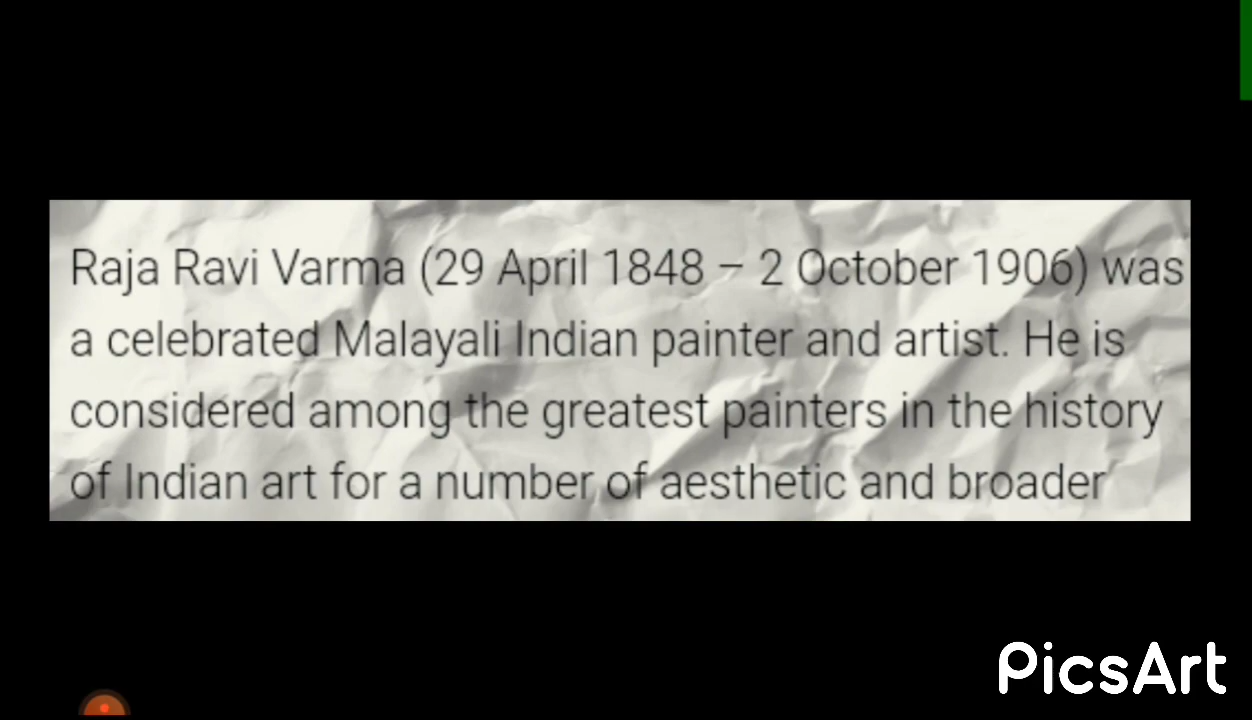 Raja Ravi Varma (29 April 1848 – 2 October 1906) was
a celebrated Malayali Indian painter and artist. He is
considered among the greatest painters in the history
of Indian art for a number of aesthetic and broader
PicsArt